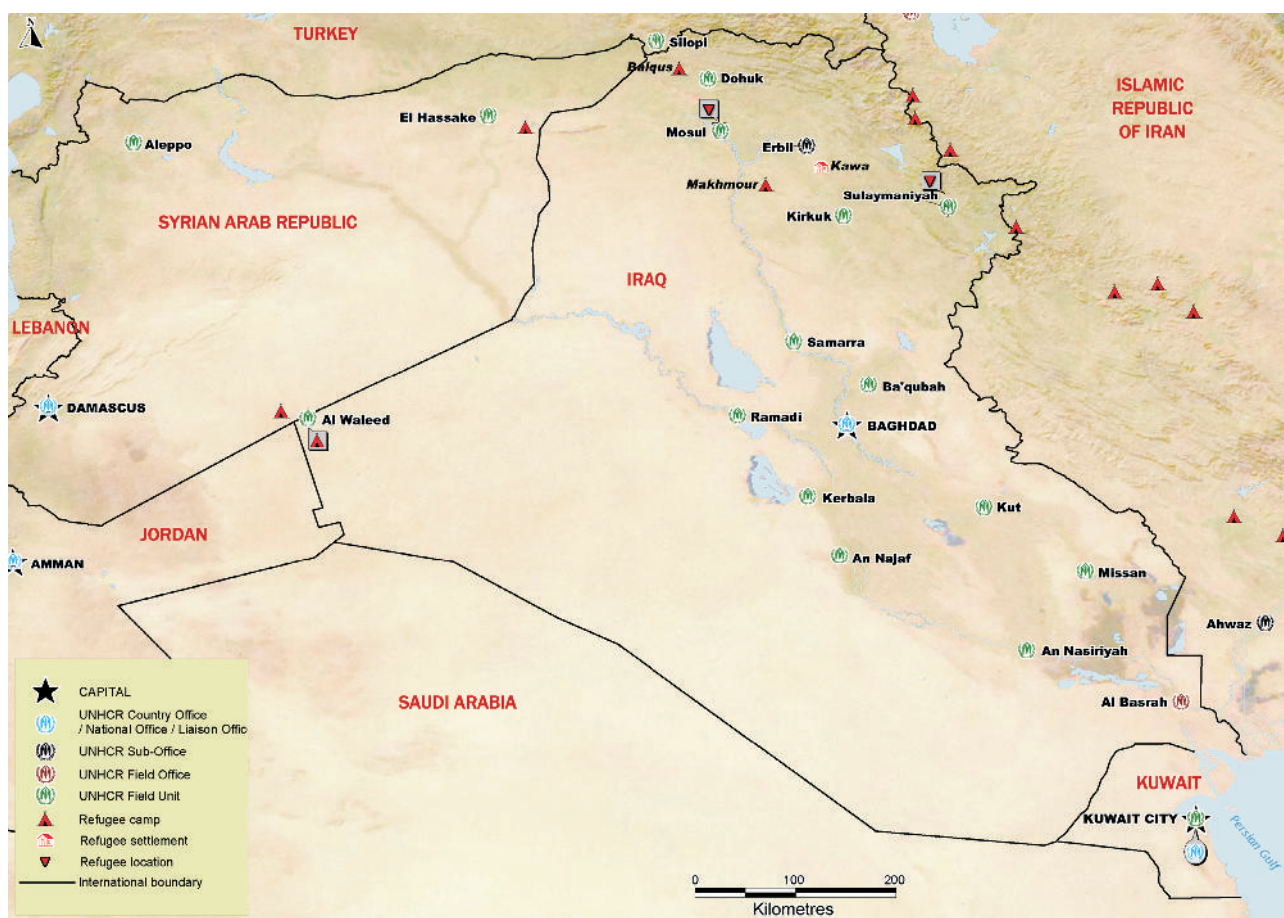 N
TURKEY
Silopi
Balqus
Dohuk
ISLAMIC
REPUBLIC
OF IRAN
El Hassake
Mosul
Aleppo
Erbil
Kawa
Makhmour
Sulaymaniyah
Kirkuk
SYRIAN ARAB REPUBLIC
IRAQ
LEBANON
Samarra
Ba'qubah
DAMASCUS
Al Waleed
Ramadi
BAGHDAD
Kerbala
Kut
JORDAN
AMMAN
An Najaf
Missan
Ahwaz
An Nasiriyah
SAUDI ARABIA
Al Basrah
KUWAIT
KUWAIT CITY
Persian Gulf
CAPITAL
UNHCR Country Office
/ National Office / Liaison Offic
UNHCR Sub-Office
UNHCR Field Office
UNHCR Field Unit
Refugee camp
Refugee settlement
Refugee location
International boundary
0 100 200
Kilometres